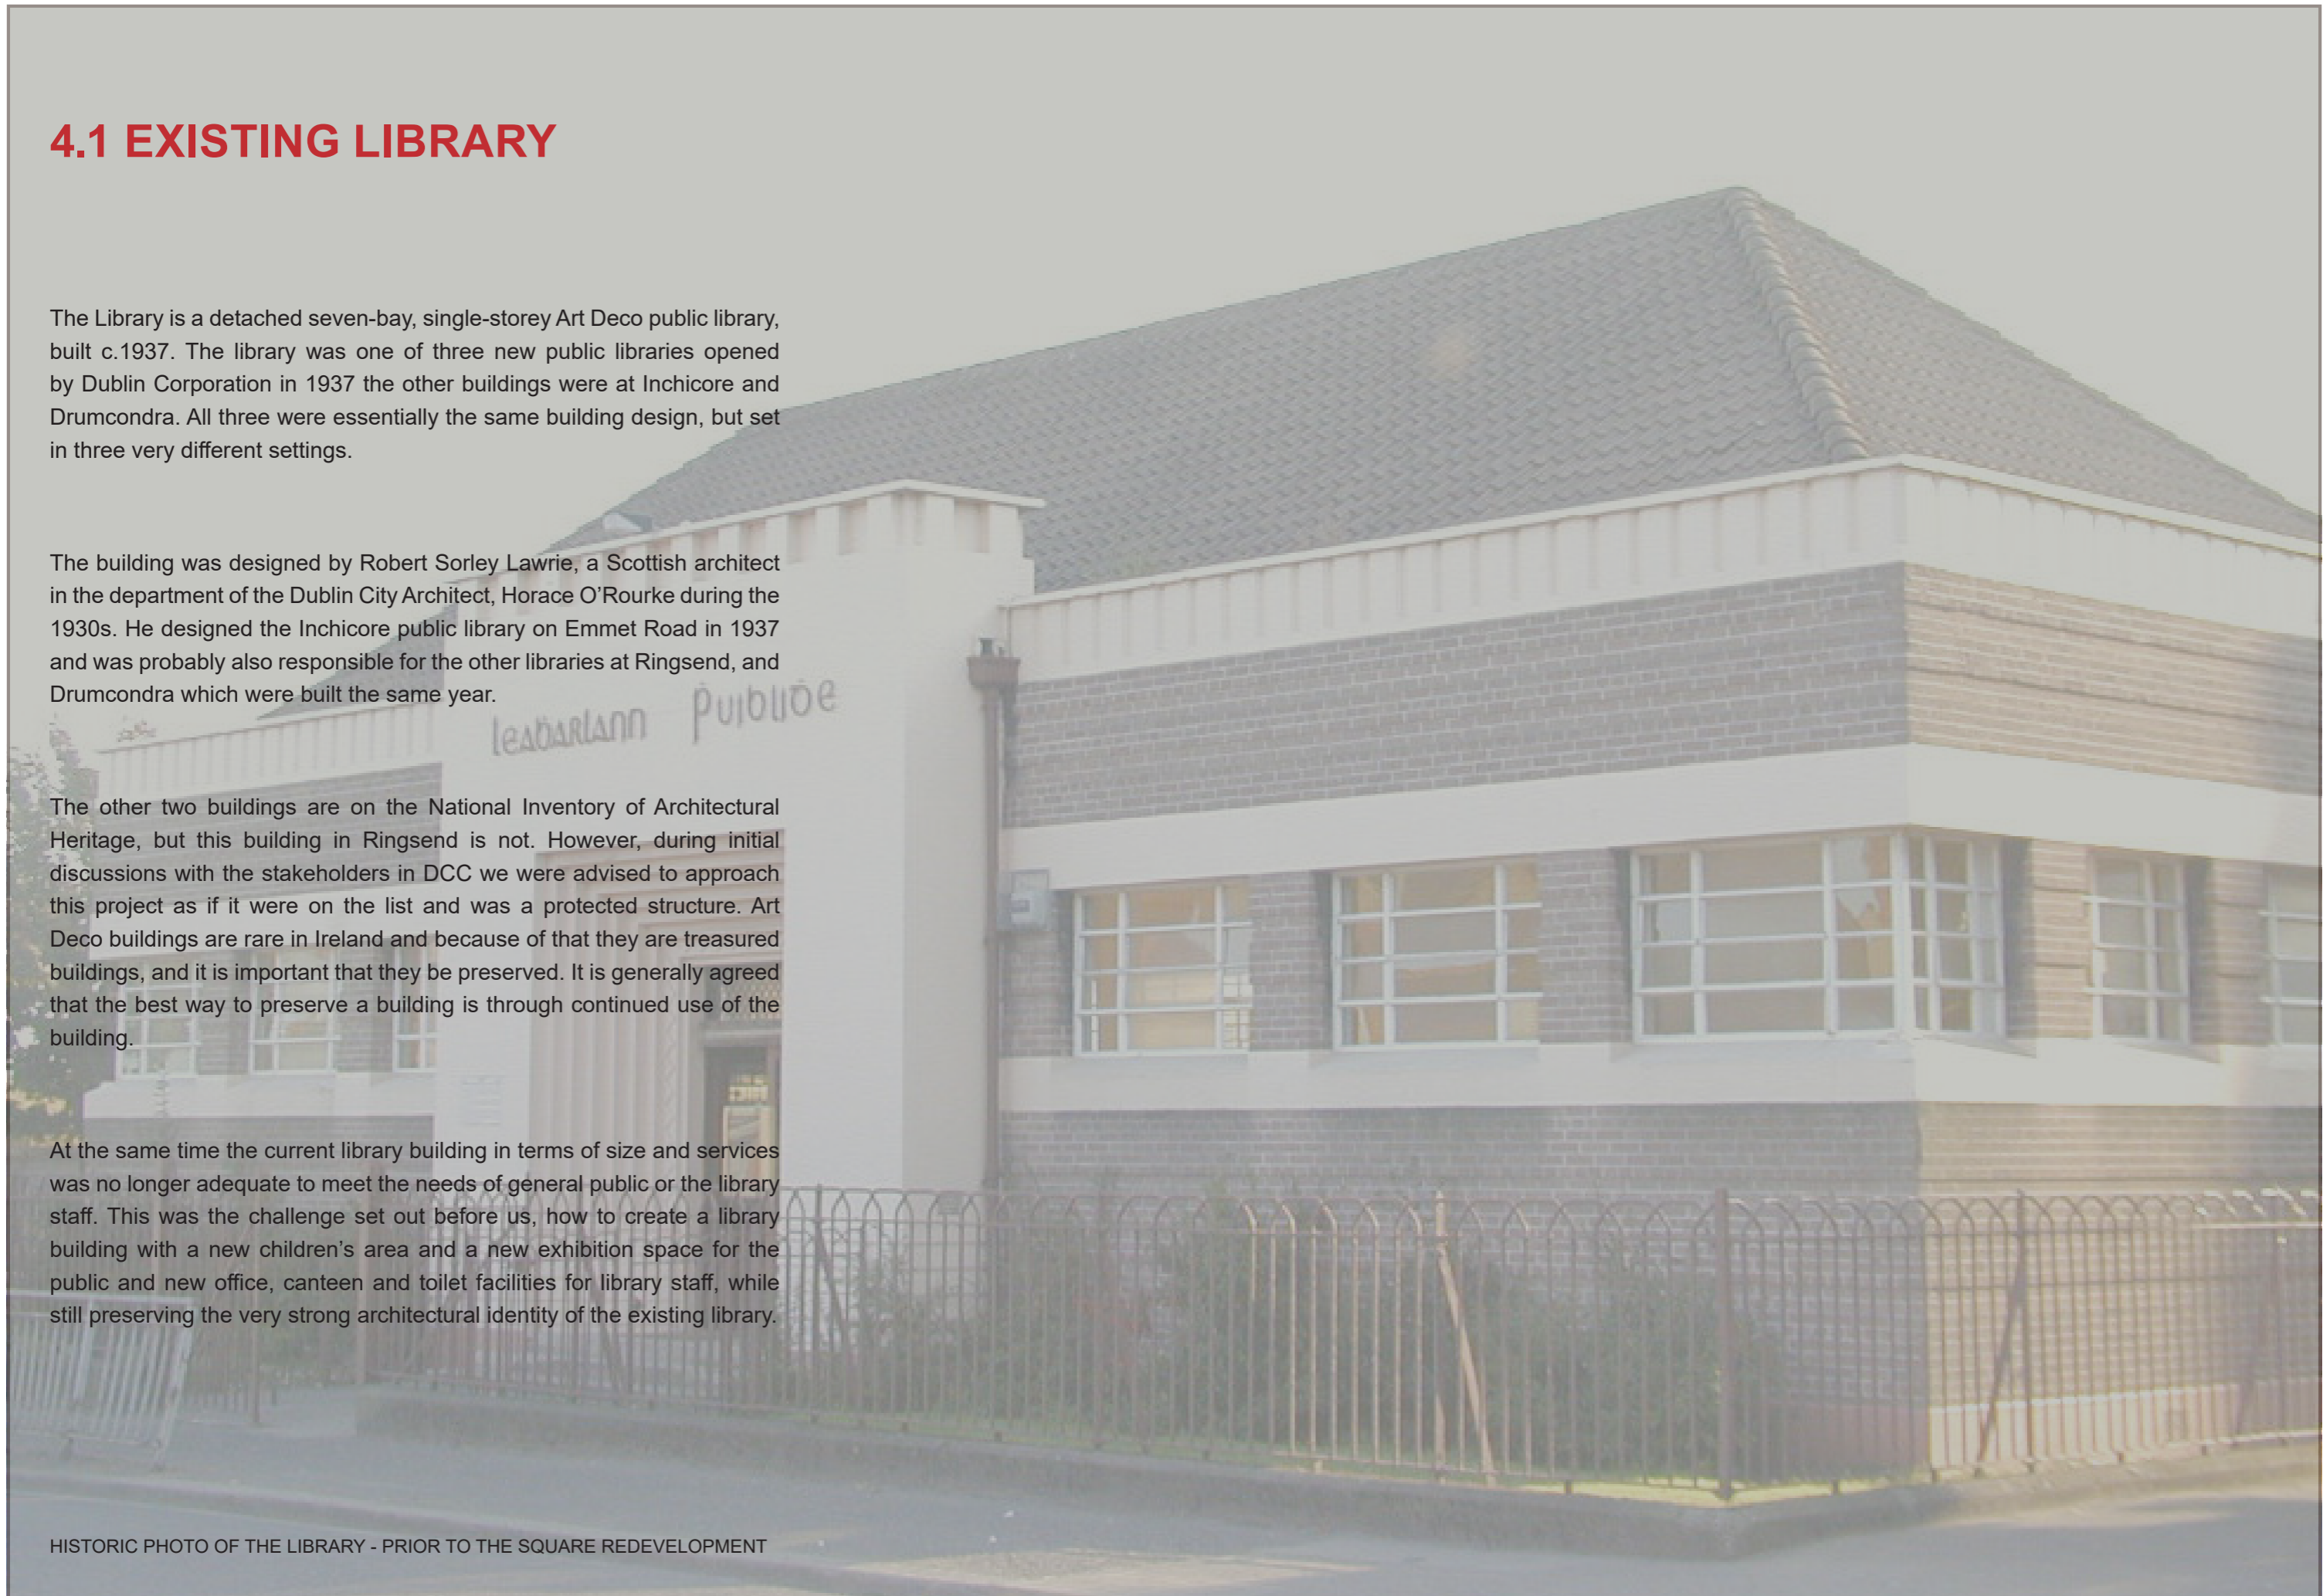 4.1 EXISTING LIBRARY
The Library is a detached seven-bay, single-storey Art Deco public library,
built c.1937. The library was one of three new public libraries opened
by Dublin Corporation in 1937 the other buildings were at Inchicore and
Drumcondra. All three were essentially the same building design, but set
in three very different settings.
The building was designed by Robert Sorley Lawrie, a Scottish architect
in the department of the Dublin City Architect, Horace O’Rourke during the
1930s. He designed the Inchicore public library on Emmet Road in 1937
and was probably also responsible for the other libraries at Ringsend, and
Drumcondra which were built the same year.
leaḃarlann Puiḃliḋe
The other two buildings are on the National Inventory of Architectural
Heritage, but this building in Ringsend is not. However, during initial
discussions with the stakeholders in DCC we were advised to approach
this project as if it were on the list and was a protected structure. Art
Deco buildings are rare in Ireland and because of that they are treasured
buildings, and it is important that they be preserved. It is generally agreed
that the best way to preserve a building is through continued use of the
building.
At the same time the current library building in terms of size and services
was no longer adequate to meet the needs of general public or the library
staff. This was the challenge set out before us, how to create a library
building with a new children’s area and a new exhibition space for the
public and new office, canteen and toilet facilities for library staff, while
still preserving the very strong architectural identity of the existing library.
HISTORIC PHOTO OF THE LIBRARY - PRIOR TO THE SQUARE REDEVELOPMENT